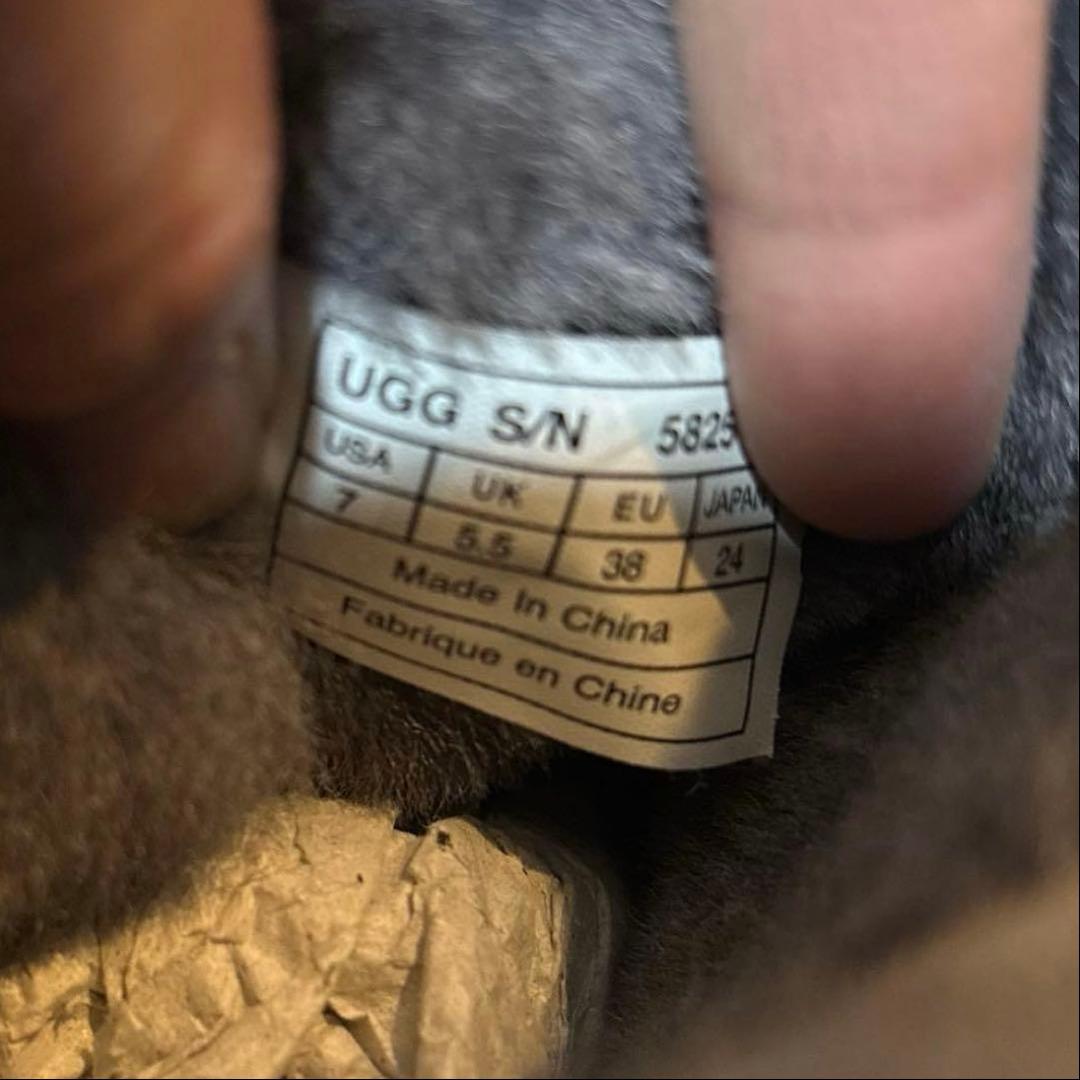 UGG S/N 5825
USA UK EU JAPAN
7 5.5 38 24
Made in China
Fabrique en Chine